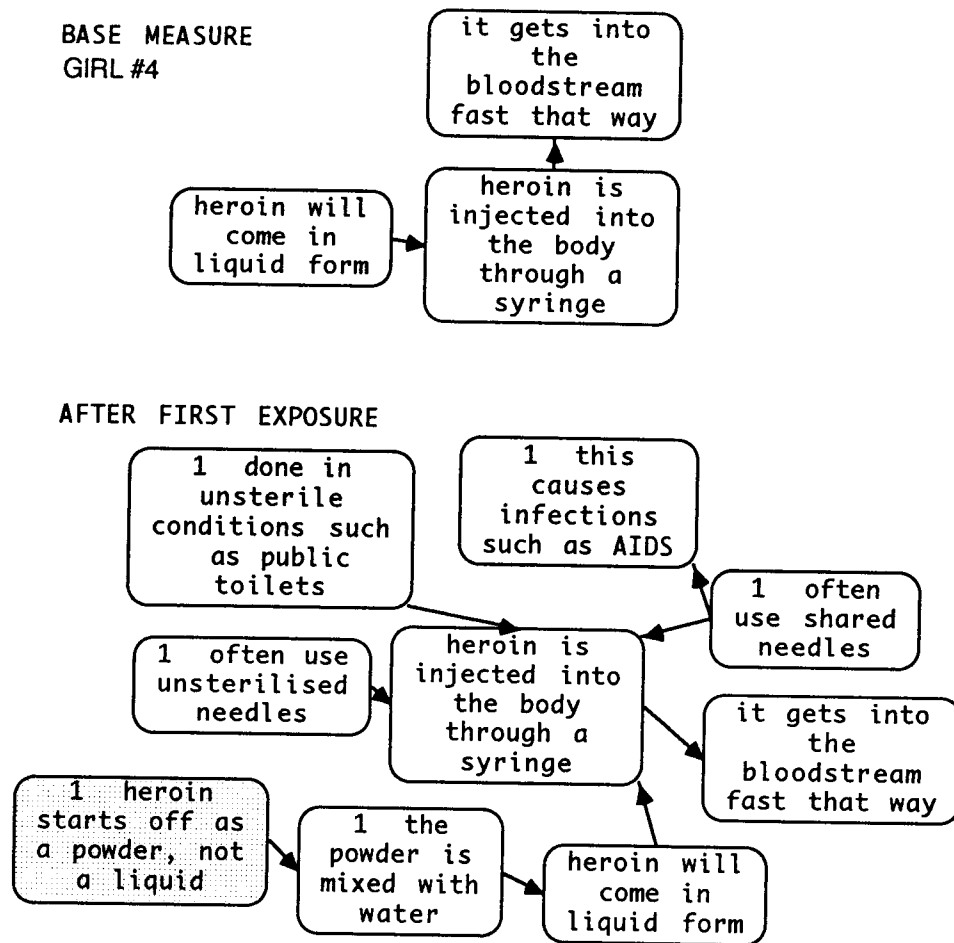 BASE MEASURE
GIRL #4
it gets into
the
bloodstream
fast that way
heroin will
come in
liquid form
heroin is
injected into
the body
through a
syringe
AFTER FIRST EXPOSURE
1 done in
unsterile
conditions such
as public
toilets
1 this
causes
infections
such as AIDS
1 often
use shared
needles
1 often use
unsterilised
needles
heroin is
injected into
the body
through a
syringe
it gets into
the
bloodstream
fast that way
1 heroin
starts off as
a powder, not
a liquid
1 the
powder is
mixed with
water
heroin will
come in
liquid form